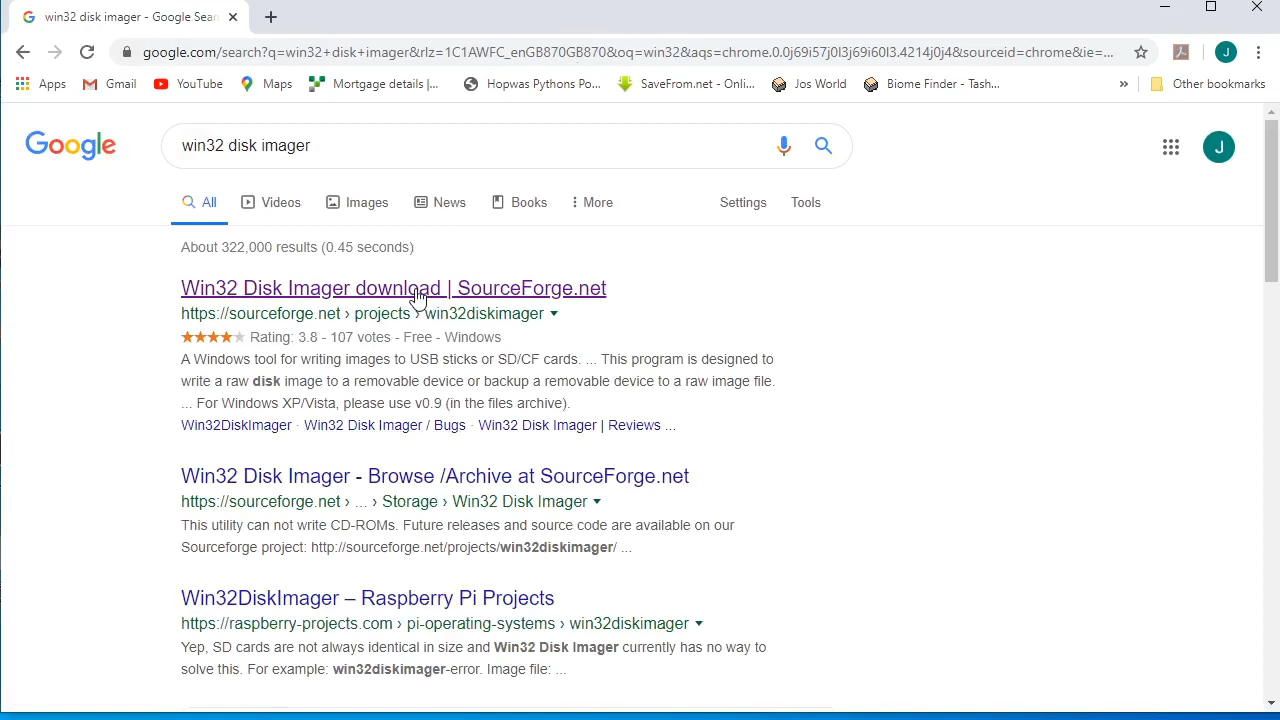 win32 disk imager - Google Sear
google.com/search?q=win32+disk+imager&rlz=1C1AWFC_enGB870GB870&oq=win32&aqs=chrome.0.0j69i57j0l3j69i60l3.4214j0j4&sourceid=chrome&ie=...
J
Apps Gmail YouTube Maps Mortgage details |... Hopwas Pythons Po... SaveFrom.net - Onli... Jos World Biome Finder - Tash... » Other bookmarks
Google win32 disk imager J
All Videos Images News Books More Settings Tools
About 322,000 results (0.45 seconds)
Win32 Disk Imager download | SourceForge.net
https://sourceforge.net › projects › win32diskimager
Rating: 3.8 - 107 votes - Free - Windows
A Windows tool for writing images to USB sticks or SD/CF cards. ... This program is designed to
write a raw disk image to a removable device or backup a removable device to a raw image file.
... For Windows XP/Vista, please use v0.9 (in the files archive).
Win32DiskImager · Win32 Disk Imager / Bugs · Win32 Disk Imager | Reviews ...
Win32 Disk Imager - Browse /Archive at SourceForge.net
https://sourceforge.net › ... › Storage › Win32 Disk Imager
This utility can not write CD-ROMs. Future releases and source code are available on our
Sourceforge project: http://sourceforge.net/projects/win32diskimager/ ...
Win32DiskImager – Raspberry Pi Projects
https://raspberry-projects.com › pi-operating-systems › win32diskimager
Yep, SD cards are not always identical in size and Win32 Disk Imager currently has no way to
solve this. For example: win32diskimager-error. Image file: ...